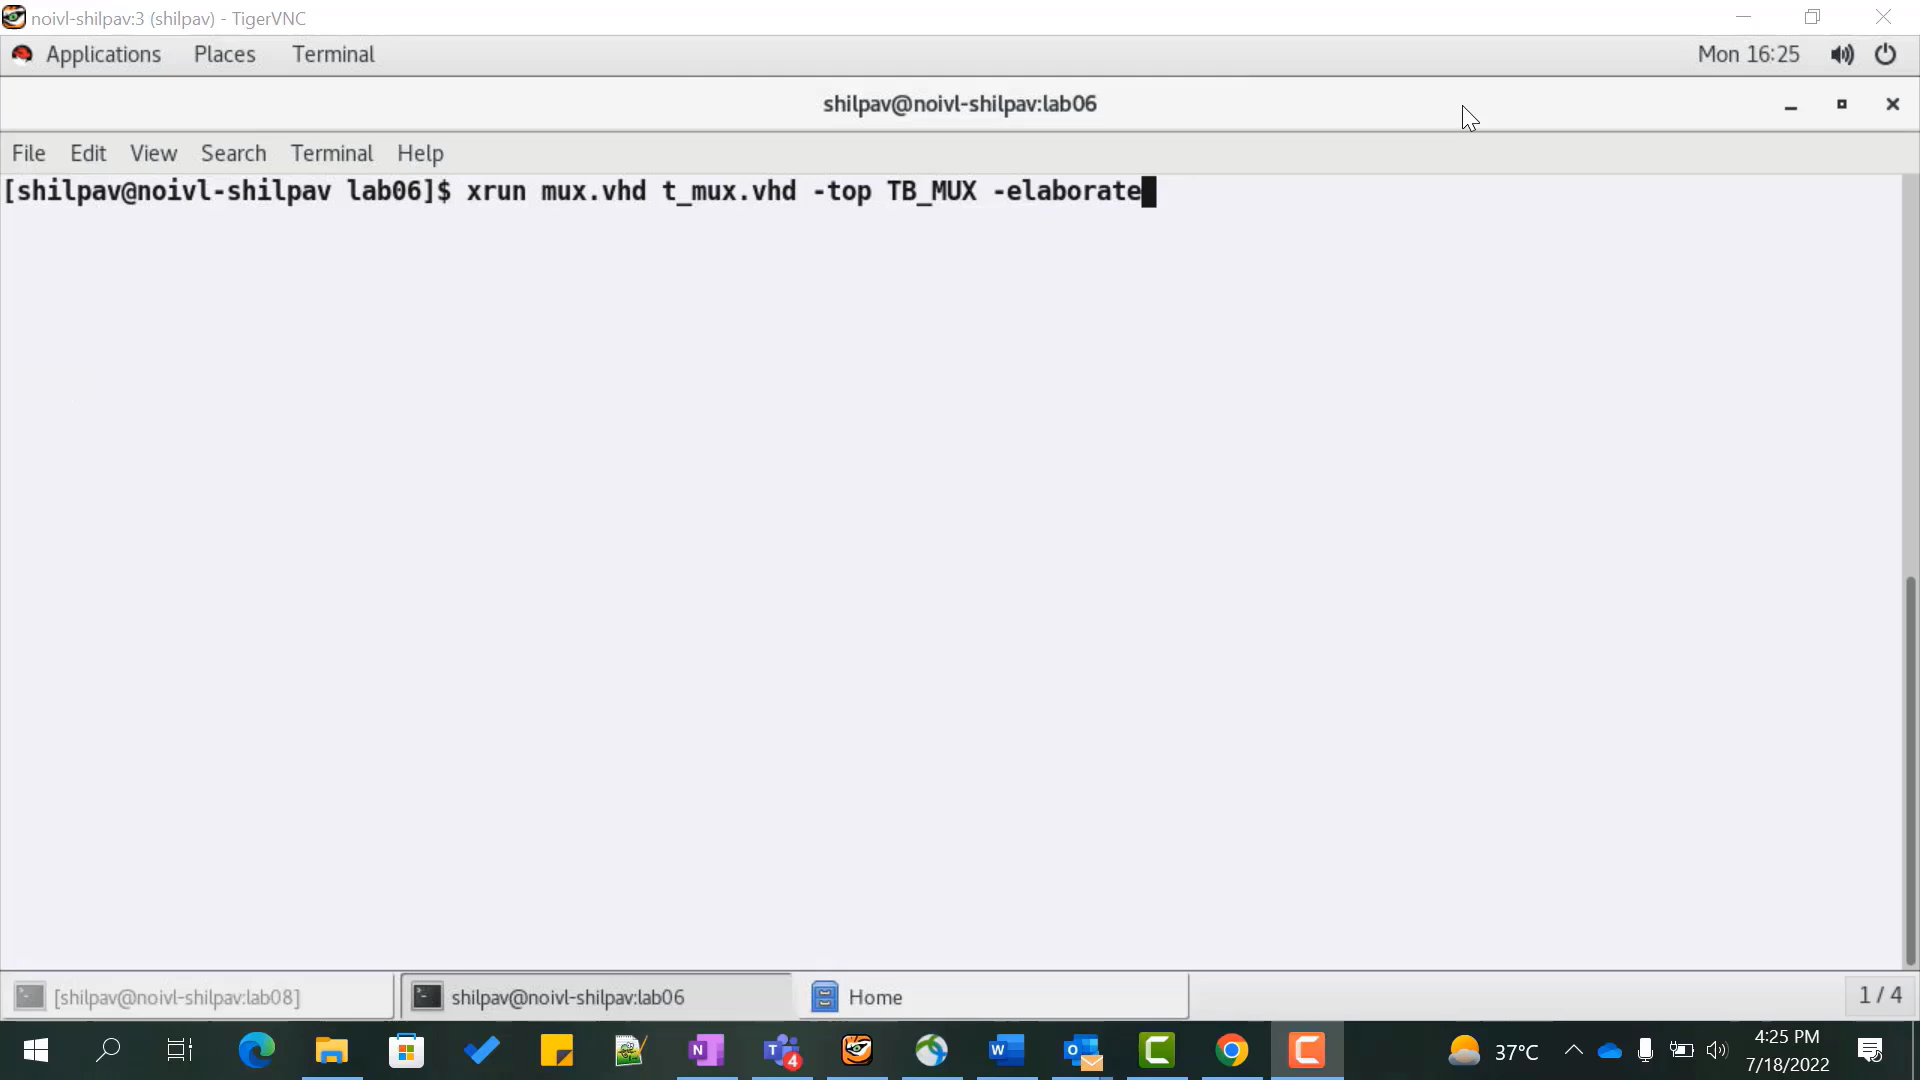 noivl-shilpav:3 (shilpav) - TigerVNC
Applications Places Terminal Mon 16:25
shilpav@noivl-shilpav:lab06
File Edit View Search Terminal Help
[shilpav@noivl-shilpav lab06]$ xrun mux.vhd t_mux.vhd -top TB_MUX -elaborate
[shilpav@noivl-shilpav:lab08] shilpav@noivl-shilpav:lab06 Home 1 / 4
N T 4 W O C C 37°C 4:25 PM
7/18/2022